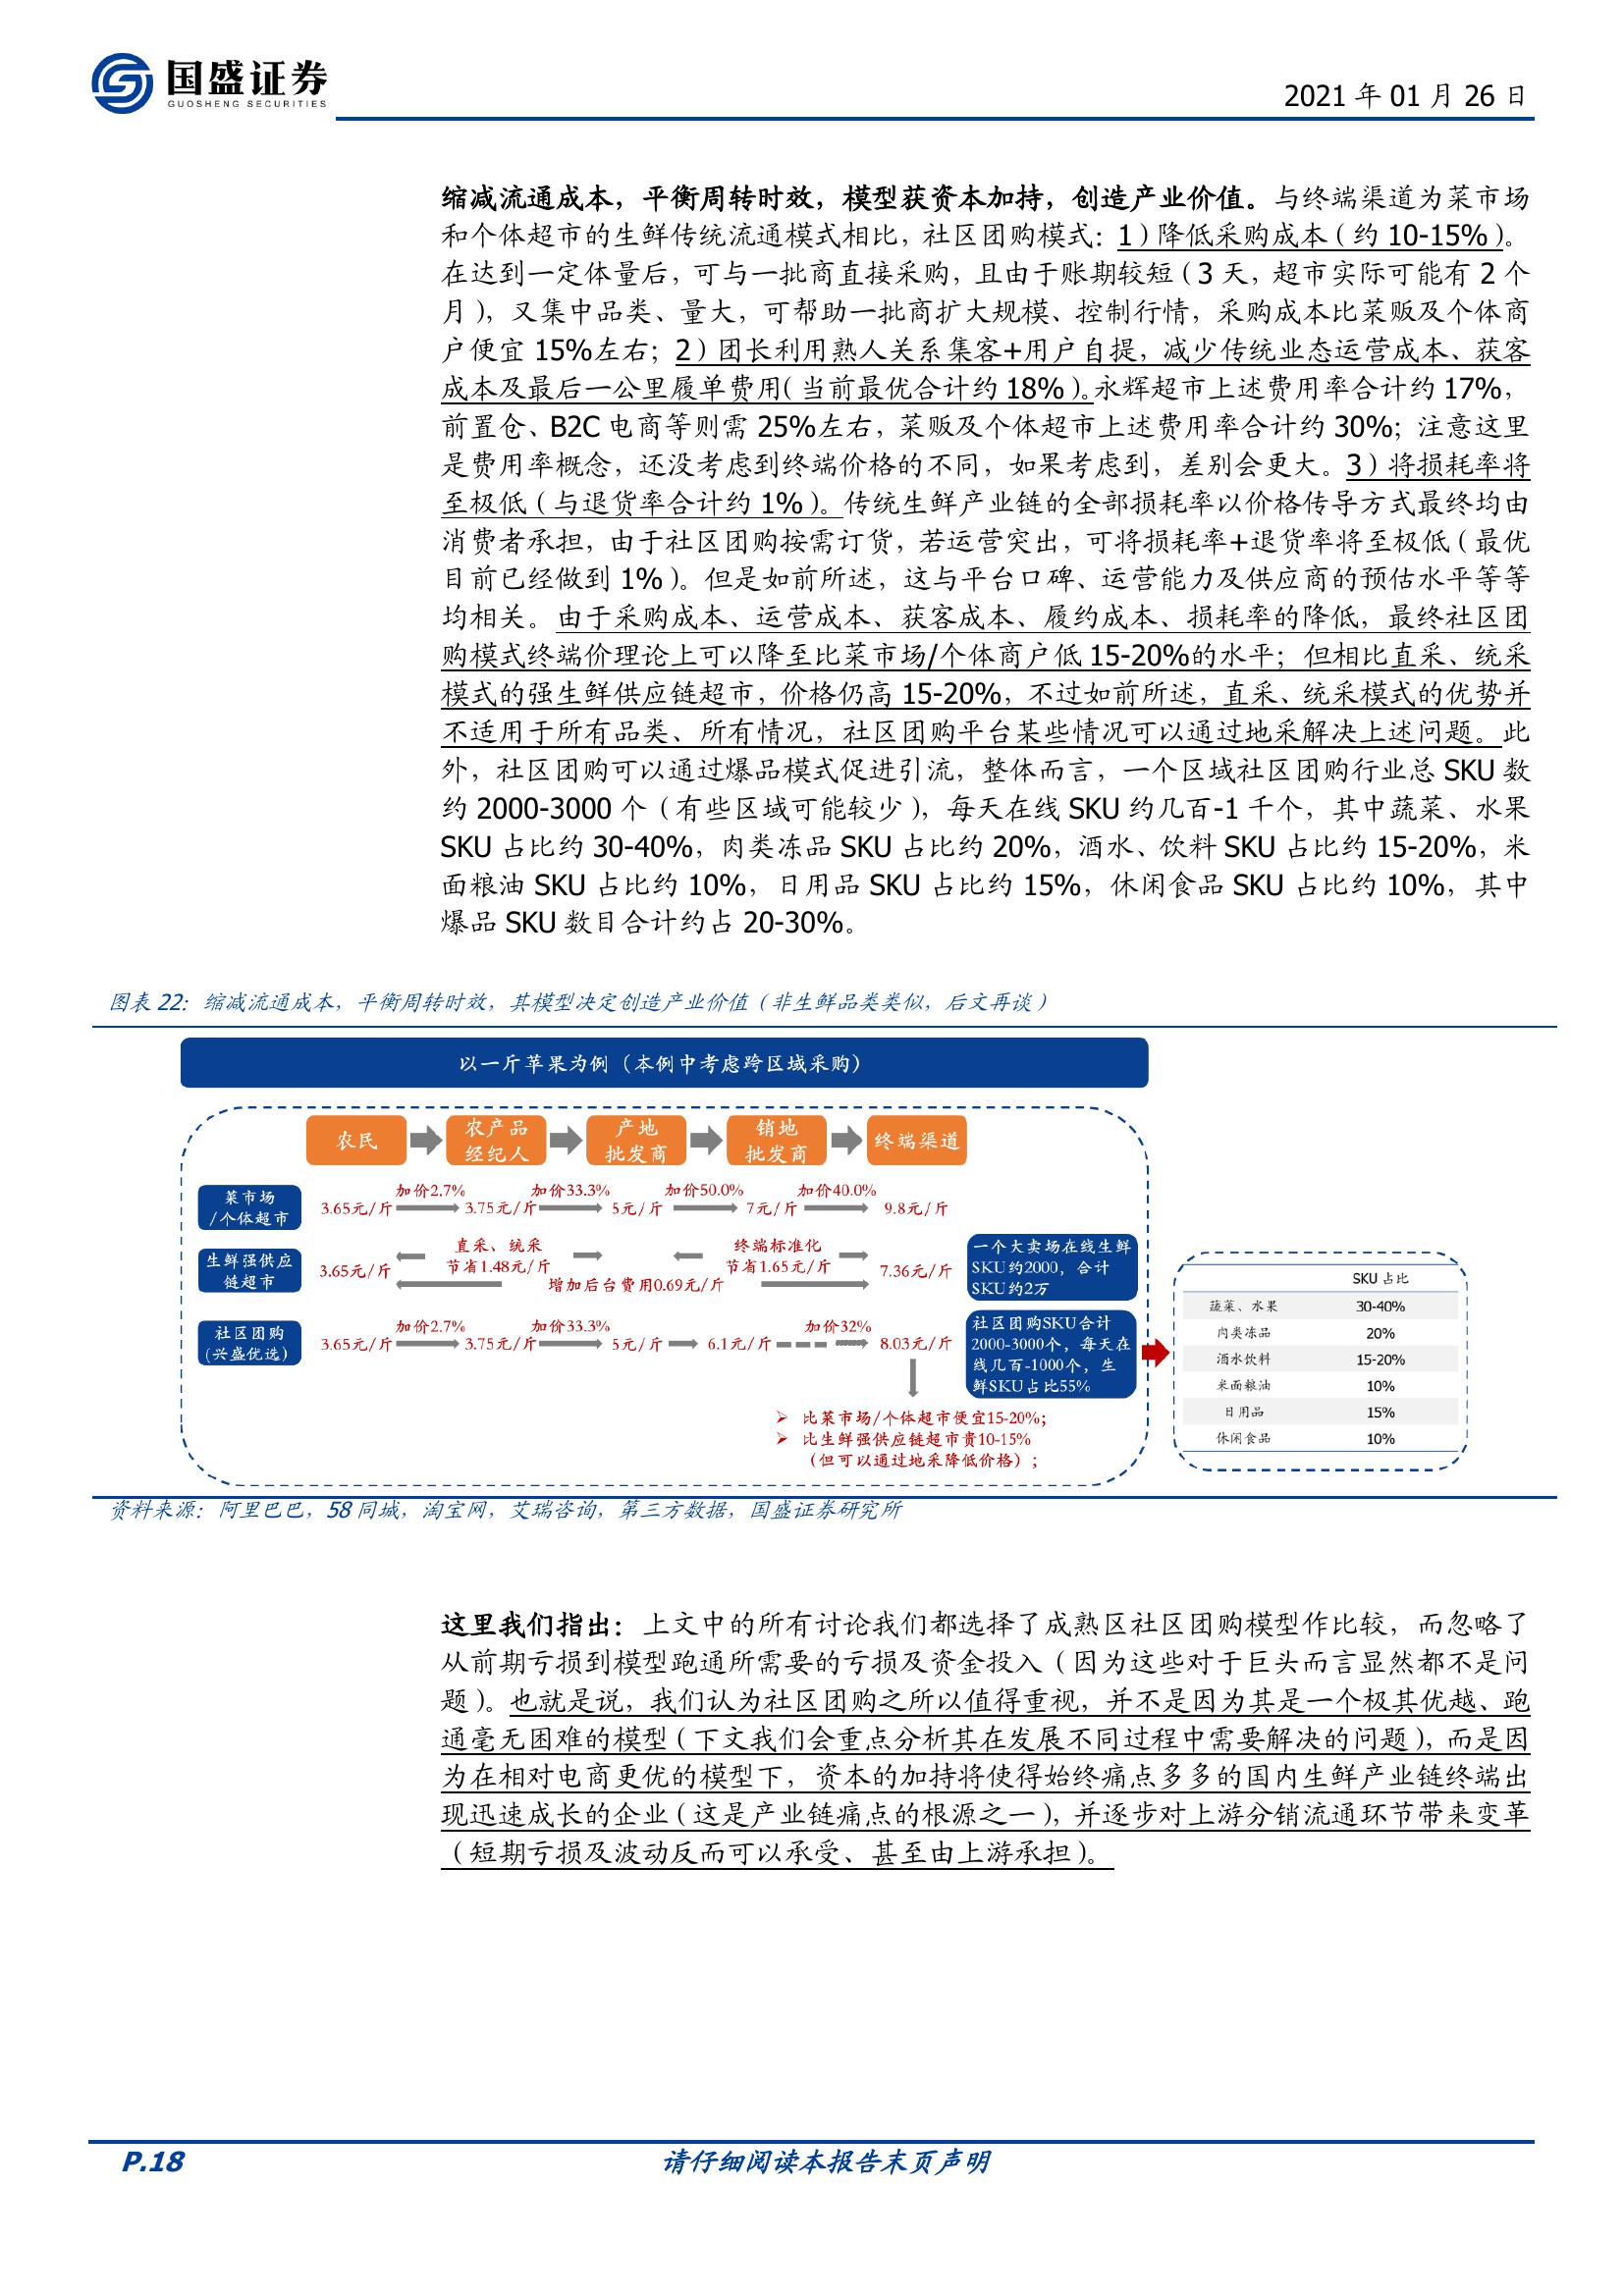 国盛证券
GUOSHENG SECURITIES
2021 年 01 月 26 日
缩减流通成本，平衡周转时效，模型获资本加持，创造产业价值。与终端渠道为菜市场
和个体超市的生鲜传统流通模式相比，社区团购模式：1）降低采购成本（约 10-15%）。
在达到一定体量后，可与一批商直接采购，且由于账期较短（3 天，超市实际可能有 2 个
月），又集中品类、量大，可帮助一批商扩大规模、控制行情，采购成本比菜贩及个体商
户便宜 15%左右；2）团长利用熟人关系集客+用户自提，减少传统业态运营成本、获客
成本及最后一公里履单费用（当前最优合计约 18%）。永辉超市上述费用率合计约 17%，
前置仓、B2C 电商等则需 25%左右，菜贩及个体超市上述费用率合计约 30%；注意这里
是费用率概念，还没考虑到终端价格的不同，如果考虑到，差别会更大。3）将损耗率将
至极低（与退货率合计约 1%）。传统生鲜产业链的全部损耗率以价格传导方式最终均由
消费者承担，由于社区团购按需订货，若运营突出，可将损耗率+退货率将至极低（最优
目前已经做到 1%）。但是如前所述，这与平台口碑、运营能力及供应商的预估水平等等
均相关。由于采购成本、运营成本、获客成本、履约成本、损耗率的降低，最终社区团
购模式终端价理论上可以降至比菜市场/个体商户低 15-20%的水平；但相比直采、统采
模式的强生鲜供应链超市，价格仍高 15-20%，不过如前所述，直采、统采模式的优势并
不适用于所有品类、所有情况，社区团购平台某些情况可以通过地采解决上述问题。此
外，社区团购可以通过爆品模式促进引流，整体而言，一个区域社区团购行业总 SKU 数
约 2000-3000 个（有些区域可能较少），每天在线 SKU 约几百-1 千个，其中蔬菜、水果
SKU 占比约 30-40%，肉类冻品 SKU 占比约 20%，酒水、饮料 SKU 占比约 15-20%，米
面粮油 SKU 占比约 10%，日用品 SKU 占比约 15%，休闲食品 SKU 占比约 10%，其中
爆品 SKU 数目合计约占 20-30%。
图表 22：缩减流通成本，平衡周转时效，其模型决定创造产业价值（非生鲜品类类似，后文再谈）
以一斤苹果为例（本例中考虑跨区域采购）
农民 农产品 产地 销地 终端渠道
经纪人 批发商 批发商
菜市场
/个体超市
加价2.7% 加价33.3% 加价50.0% 加价40.0%
3.65元/斤 3.75元/斤 5元/斤 7元/斤 9.8元/斤
生鲜强供应
链超市
3.65元/斤
直采、统采
节省1.48元/斤
增加后台费用0.69元/斤
终端标准化
节省1.65元/斤
7.36元/斤
一个大卖场在线生鲜
SKU约2000，合计
SKU约2万
社区团购
(兴盛优选)
加价2.7% 加价33.3% 加价32%
3.65元/斤 3.75元/斤 5元/斤 6.1元/斤 8.03元/斤
社区团购SKU合计
2000-3000个，每天在
线几百-1000个，生
鲜SKU占比55%
比菜市场/个体超市便宜15-20%；
比生鲜强供应链超市贵10-15%
（但可以通过地采降低价格）；
SKU 占比
蔬菜、水果 30-40%
肉类冻品 20%
酒水饮料 15-20%
米面粮油 10%
日用品 15%
休闲食品 10%
资料来源：阿里巴巴，58 同城，淘宝网，艾瑞咨询，第三方数据，国盛证券研究所
这里我们指出：上文中的所有讨论我们都选择了成熟区社区团购模型作比较，而忽略了
从前期亏损到模型跑通所需要的亏损及资金投入（因为这些对于巨头而言显然都不是问
题）。也就是说，我们认为社区团购之所以值得重视，并不是因为其是一个极其优越、跑
通毫无困难的模型（下文我们会重点分析其在发展不同过程中需要解决的问题），而是因
为在相对电商更优的模型下，资本的加持将使得始终痛点多多的国内生鲜产业链终端出
现迅速成长的企业（这是产业链痛点的根源之一），并逐步对上游分销流通环节带来变革
（短期亏损及波动反而可以承受、甚至由上游承担）。
P.18
请仔细阅读本报告末页声明